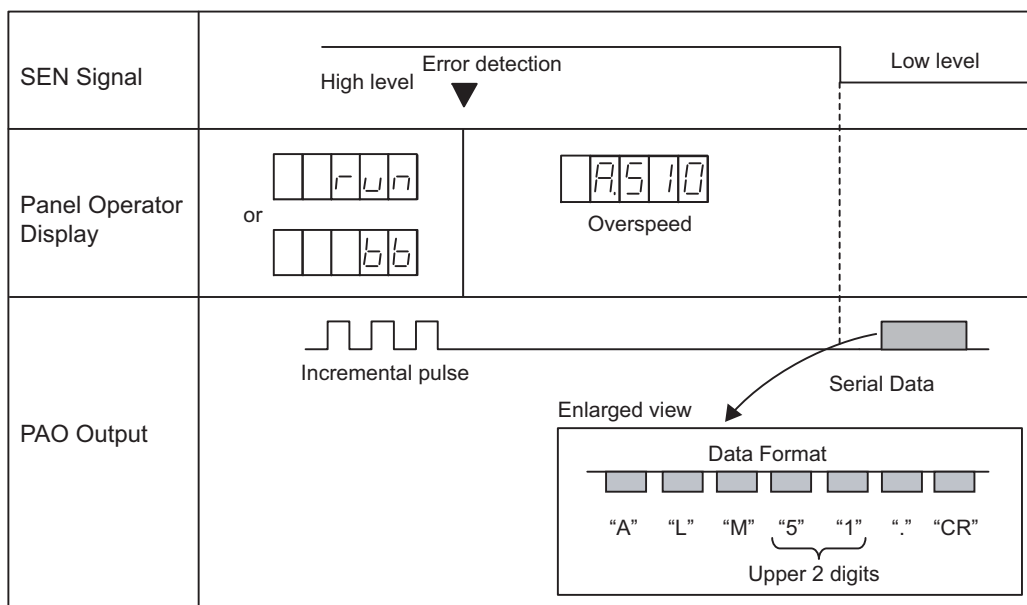 SEN Signal
High level
Error detection
Low level
Panel Operator
Display
run
or
bb
A.510
Overspeed
PAO Output
Incremental pulse
Serial Data
Enlarged view
Data Format
“A” “L” “M” “5” “1” “.” “CR”
Upper 2 digits